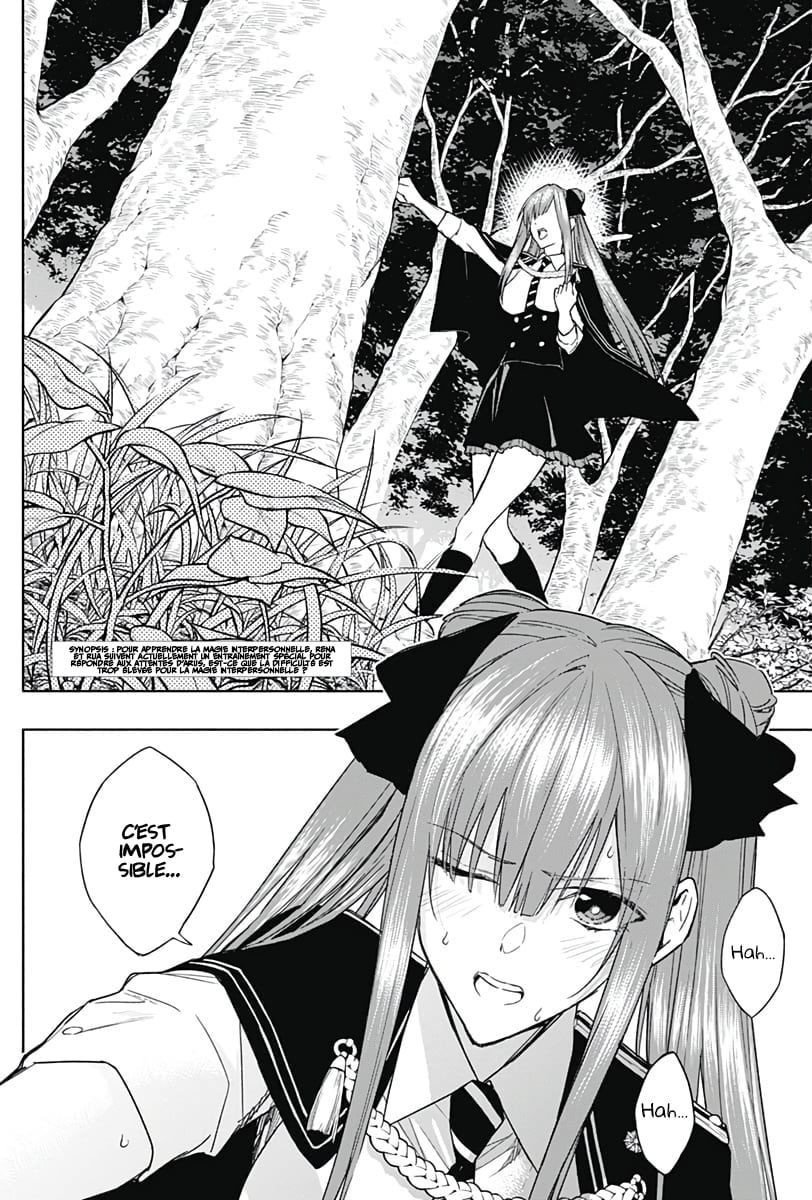 SYNOPSIS : POUR APPRENDRE LA MAGIE INTERPERSONNELLE, RENA
ET RUA SUIVENT ACTUELLEMENT UN ENTRAÎNEMENT SPÉCIAL POUR
RÉPONDRE AUX ATTENTES D'ARUS, EST-CE QUE LA DIFFICULTÉ EST
TROP ÉLEVÉE POUR LA MAGIE INTERPERSONNELLE ?
C'EST
IMPOS-
SIBLE...
Hah...
Hah...